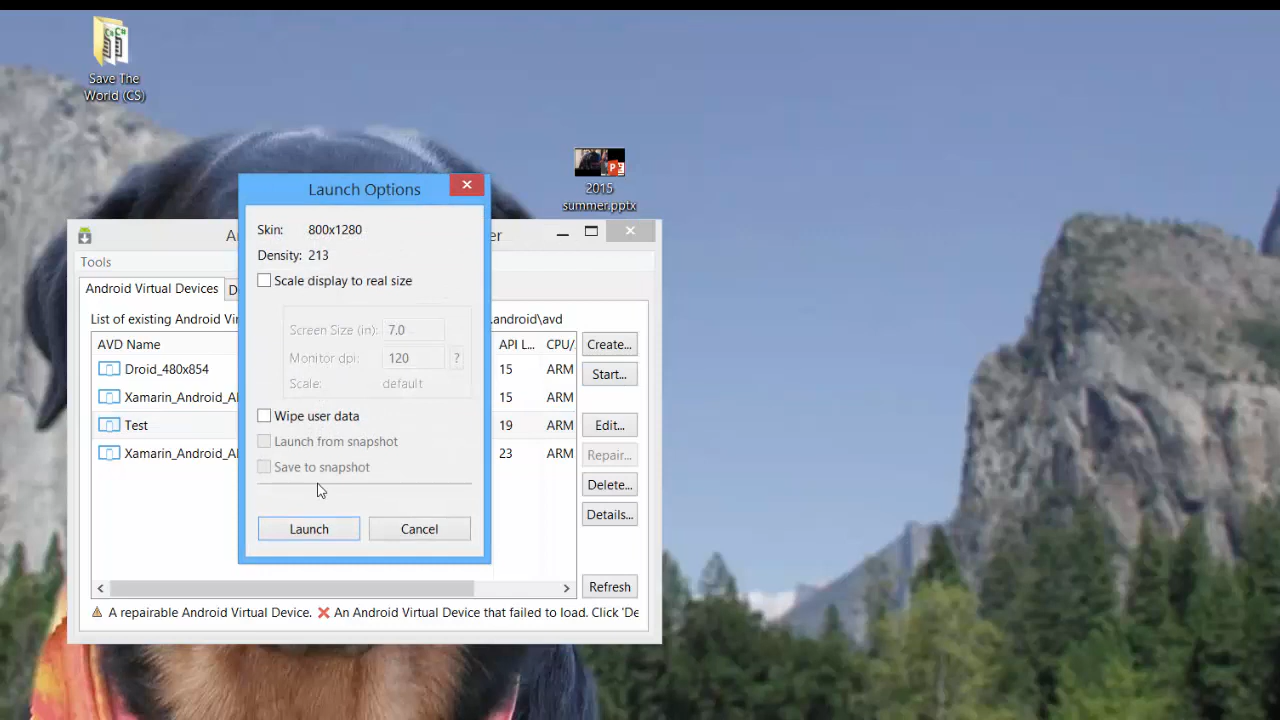 Save The
World (CS)
2015
summer.pptx
Launch Options
Skin: 800x1280
Density: 213
Scale display to real size
Screen Size (in): 7.0
Monitor dpi: 120 ?
Scale: default
Wipe user data
Launch from snapshot
Save to snapshot
Launch Cancel
An er
Tools
Android Virtual Devices D
List of existing Android Vir .android\avd
AVD Name API L... CPU/
Droid_480x854 15 ARM
Xamarin_Android_A 15 ARM
Test 19 ARM
Xamarin_Android_A 23 ARM
Create...
Start...
Edit...
Repair...
Delete...
Details...
Refresh
A repairable Android Virtual Device. An Android Virtual Device that failed to load. Click 'De